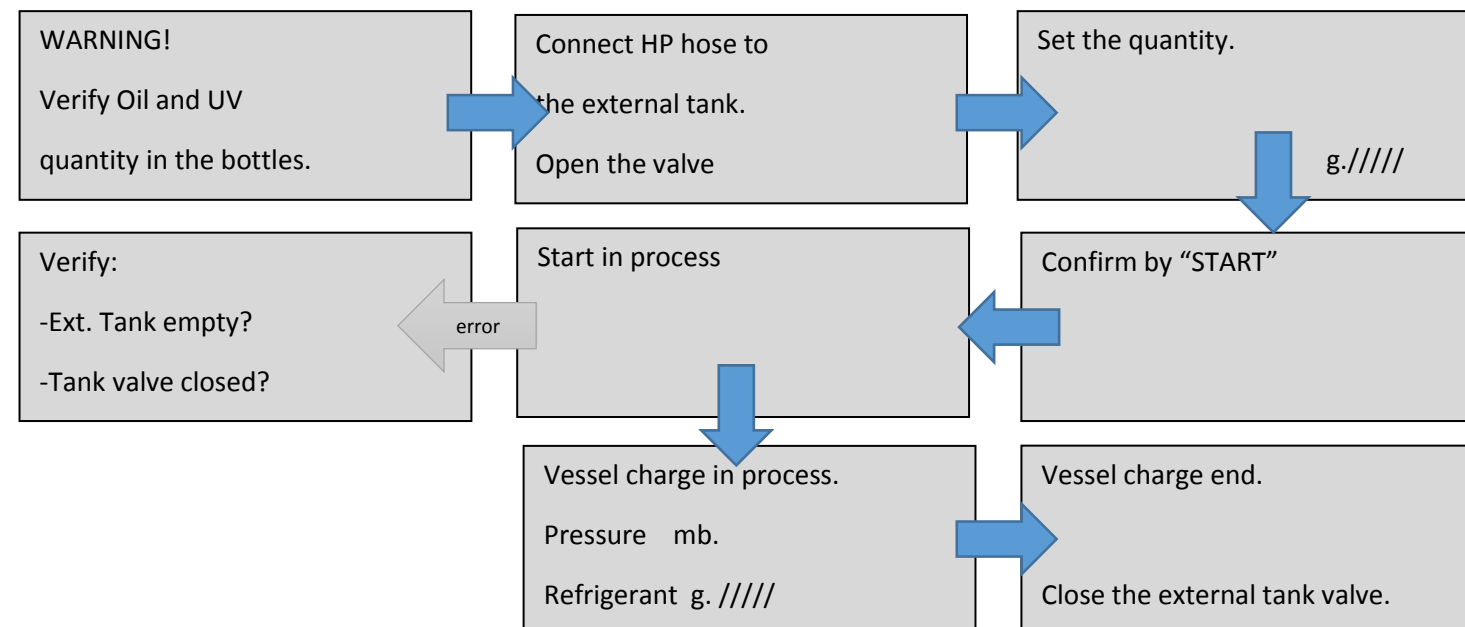 WARNING!
Verify Oil and UV
quantity in the bottles.
Connect HP hose to
the external tank.
Open the valve
Set the quantity.
g./////
Confirm by “START”
Start in process
error
Verify:
-Ext. Tank empty?
-Tank valve closed?
Vessel charge in process.
Pressure mb.
Refrigerant g. /////
Vessel charge end.
Close the external tank valve.